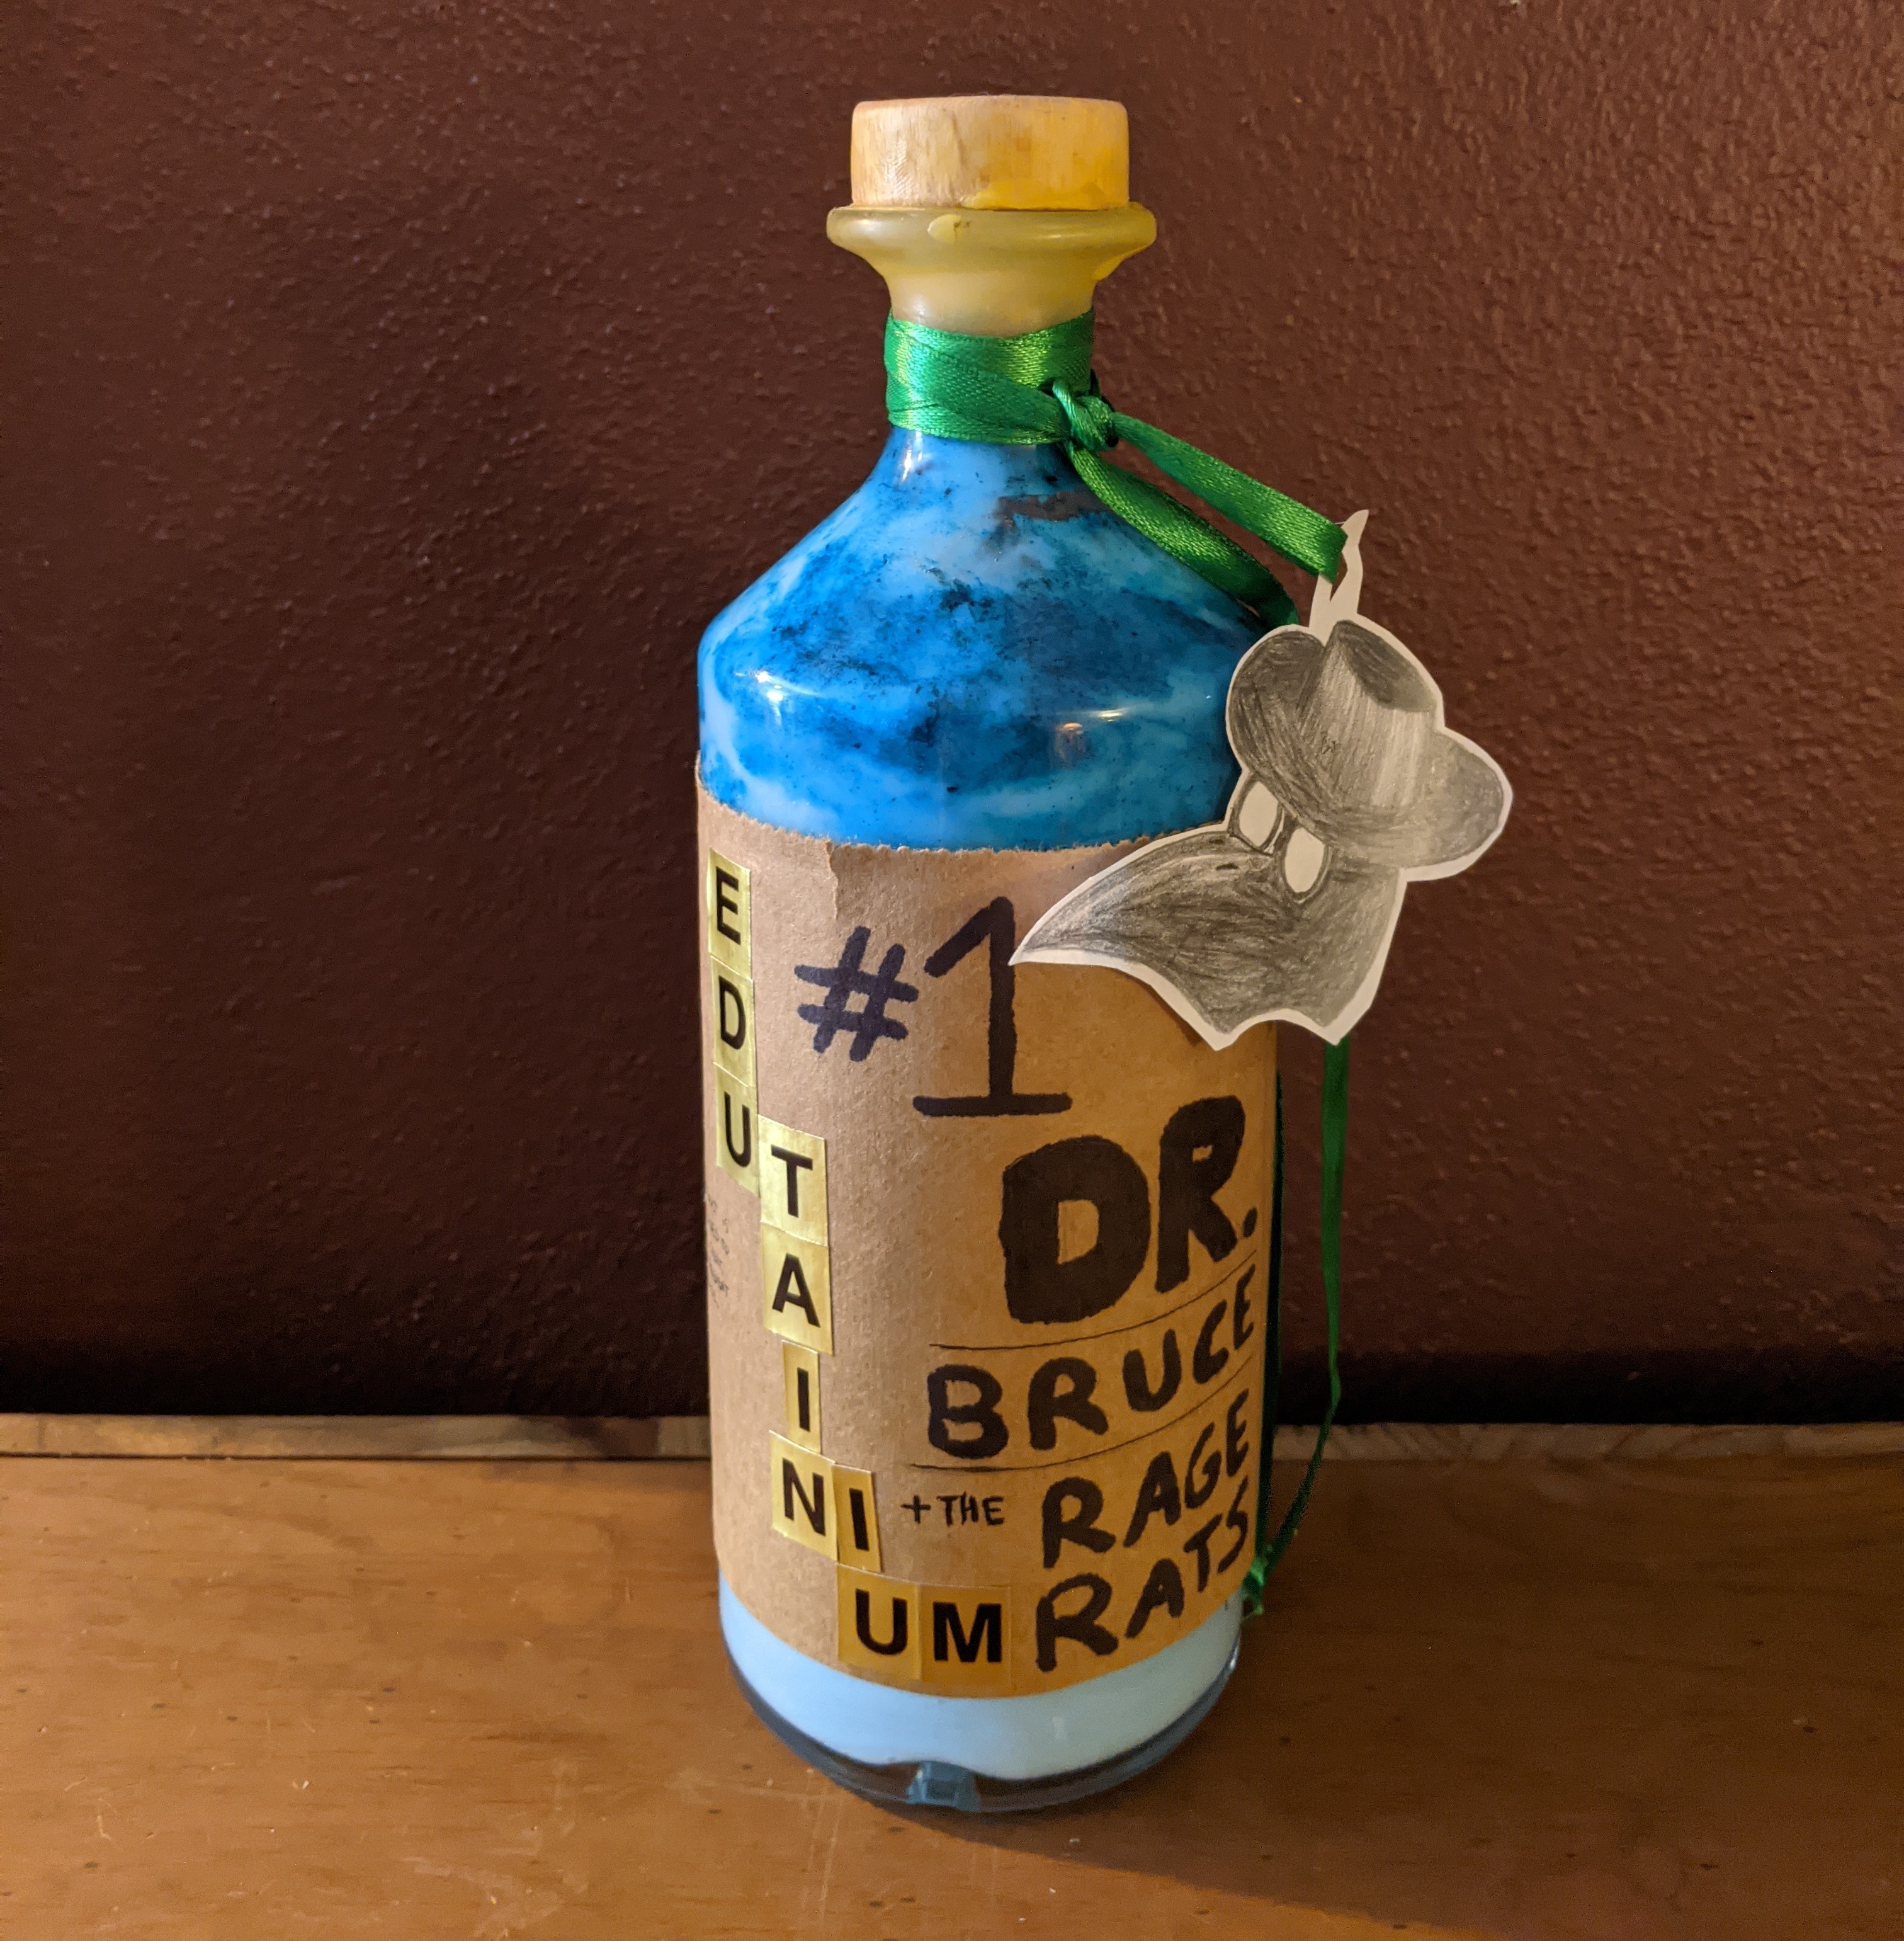 EDUTAINIUM
#1
DR.
BRUCE
+ THE RAGE
RATS